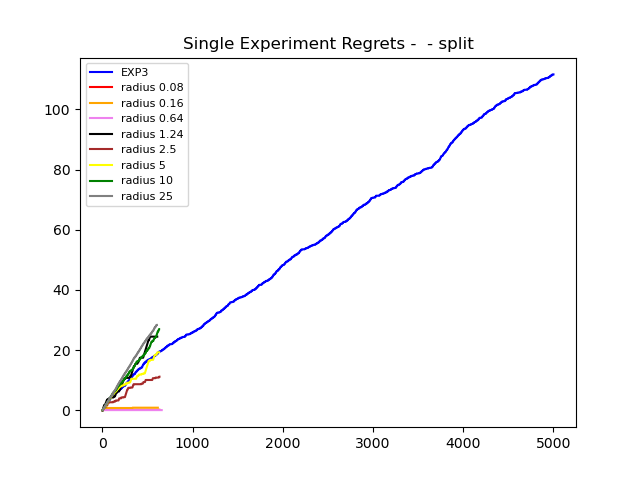 Single Experiment Regrets -  - split
EXP3
radius 0.08
radius 0.16
radius 0.64
radius 1.24
radius 2.5
radius 5
radius 10
radius 25
100
80
60
40
20
0
0 1000 2000 3000 4000 5000